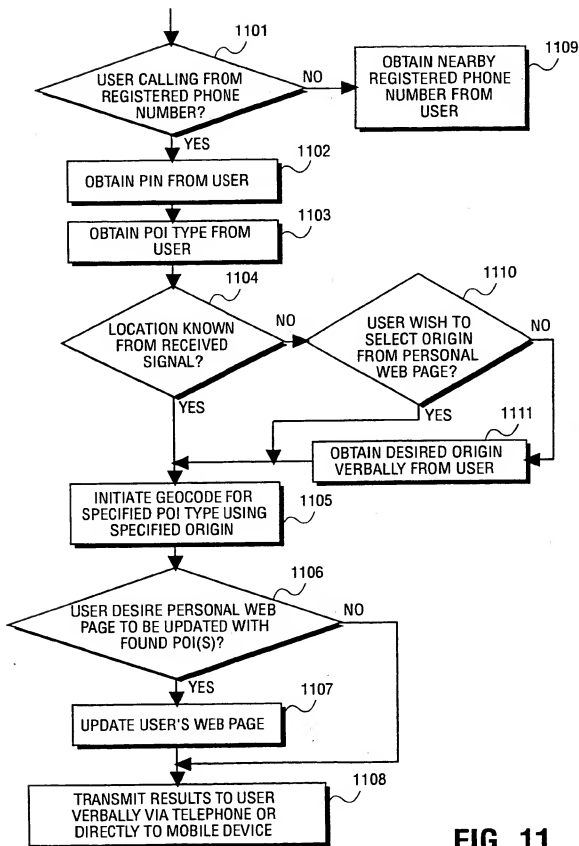 1101
USER CALLING FROM
REGISTERED PHONE
NUMBER?
NO
YES
OBTAIN NEARBY
REGISTERED PHONE
NUMBER FROM
USER
1109
1102
OBTAIN PIN FROM USER
1103
OBTAIN POI TYPE FROM
USER
1104
LOCATION KNOWN
FROM RECEIVED
SIGNAL?
NO
YES
1110
USER WISH TO
SELECT ORIGIN
FROM PERSONAL
WEB PAGE?
NO
YES
1111
OBTAIN DESIRED ORIGIN
VERBALLY FROM USER
INITIATE GEOCODE FOR
SPECIFIED POI TYPE USING
SPECIFIED ORIGIN
1105
1106
USER DESIRE PERSONAL WEB
PAGE TO BE UPDATED WITH
FOUND POI(S)?
NO
YES
1107
UPDATE USER'S WEB PAGE
1108
TRANSMIT RESULTS TO USER
VERBALLY VIA TELEPHONE OR
DIRECTLY TO MOBILE DEVICE
FIG. 11